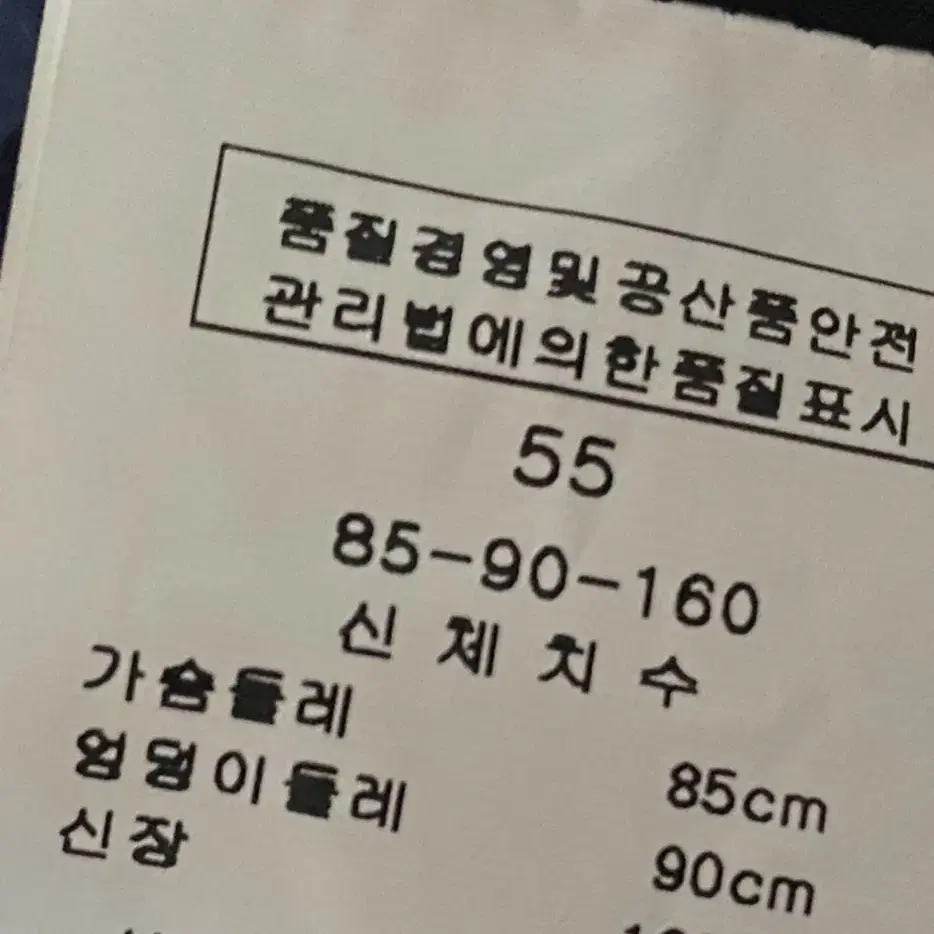 품질경영및공산품안전
관리법에의한품질표시
55
85-90-160
신체치수
가슴둘레 85cm
엉덩이둘레 90cm
신장